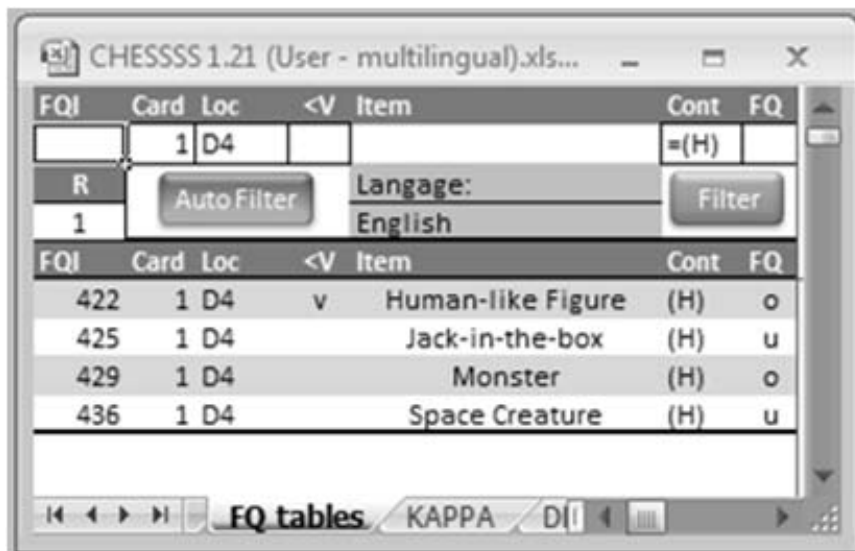 CHESSSS 1.21 (User - multilingual).xls...
FQI Card Loc <V Item Cont FQ
1 D4 =(H)
R Auto Filter Langage: Filter
1 English
FQI Card Loc <V Item Cont FQ
422 1 D4 v Human-like Figure (H) o
425 1 D4 Jack-in-the-box (H) u
429 1 D4 Monster (H) o
436 1 D4 Space Creature (H) u
FQ tables KAPPA